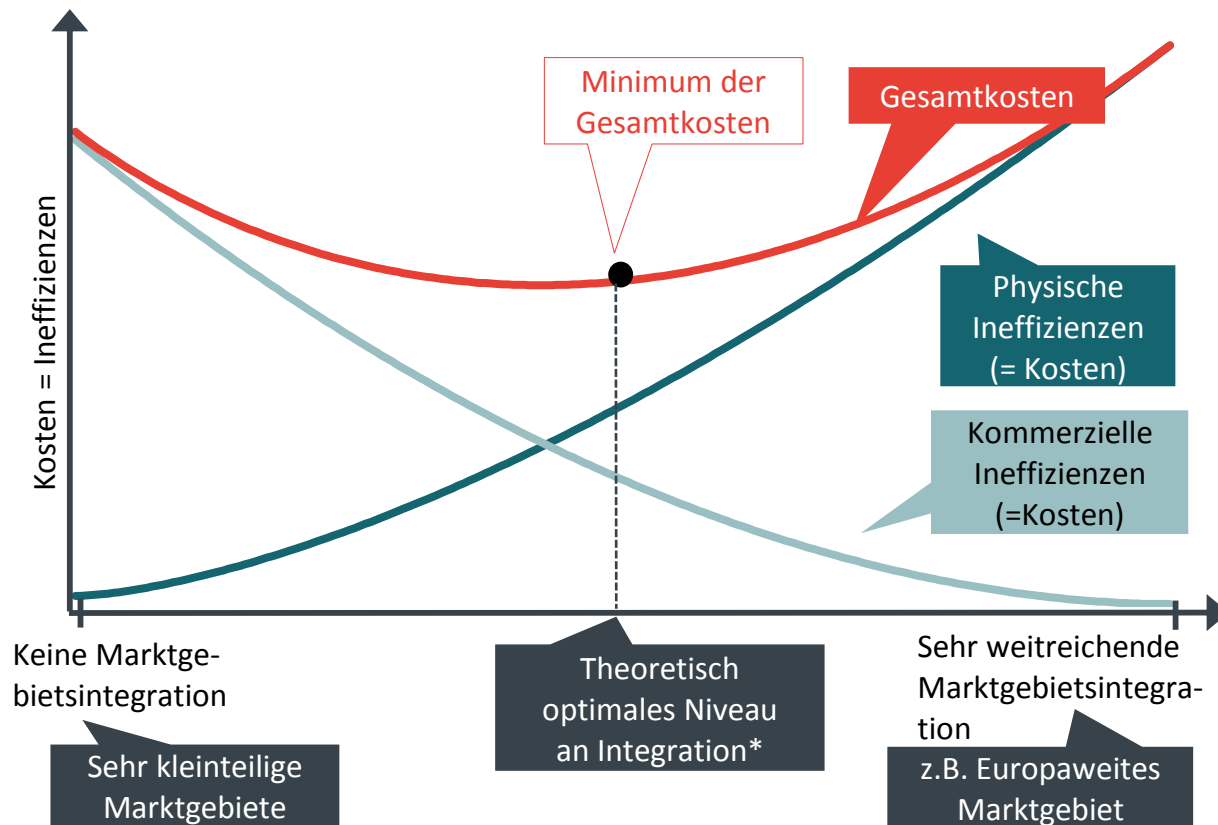 Minimum der
Gesamtkosten
Gesamtkosten
Kosten = Ineffizienzen
Physische
Ineffizienzen
(= Kosten)
Kommerzielle
Ineffizienzen
(=Kosten)
Keine Marktge-
bietsintegration
Sehr kleinteilige
Marktgebiete
Theoretisch
optimales Niveau
an Integration*
Sehr weitreichende
Marktgebietsintegra-
tion
z.B. Europaweites
Marktgebiet